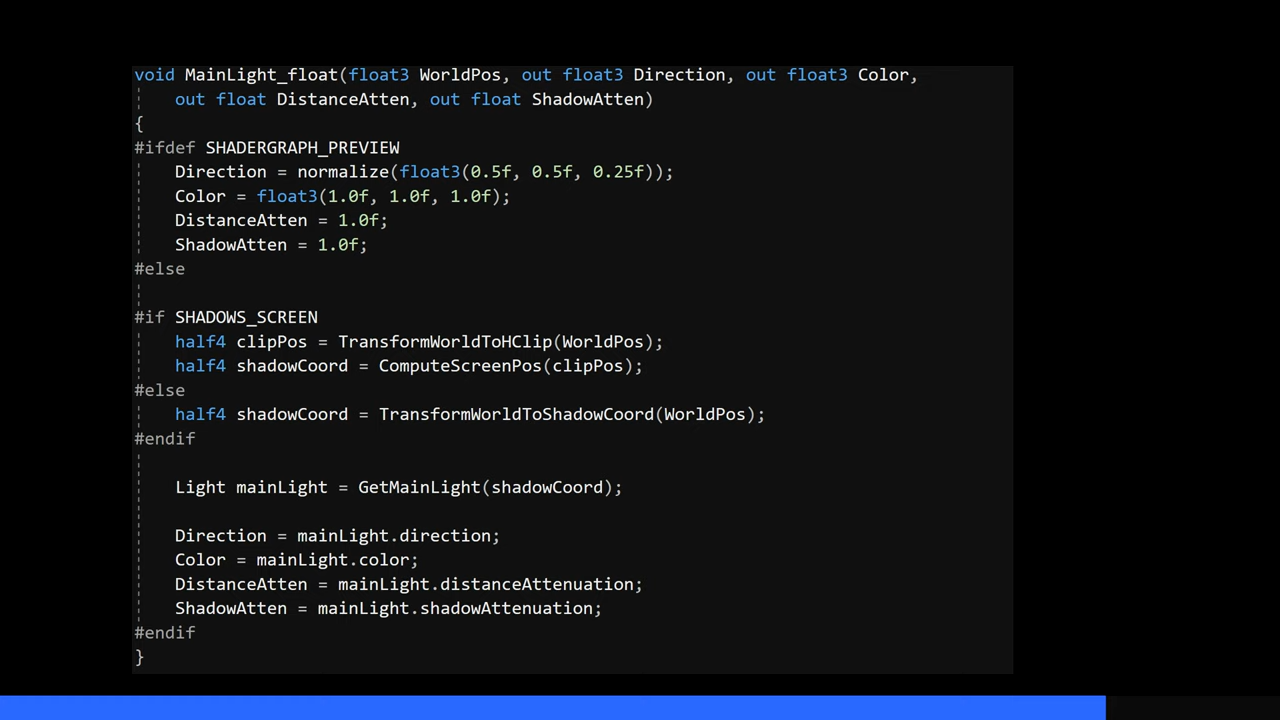 void MainLight_float(float3 WorldPos, out float3 Direction, out float3 Color,
    out float DistanceAtten, out float ShadowAtten)
{
#ifdef SHADERGRAPH_PREVIEW
    Direction = normalize(float3(0.5f, 0.5f, 0.25f));
    Color = float3(1.0f, 1.0f, 1.0f);
    DistanceAtten = 1.0f;
    ShadowAtten = 1.0f;
#else
#if SHADOWS_SCREEN
    half4 clipPos = TransformWorldToHClip(WorldPos);
    half4 shadowCoord = ComputeScreenPos(clipPos);
#else
    half4 shadowCoord = TransformWorldToShadowCoord(WorldPos);
#endif
    Light mainLight = GetMainLight(shadowCoord);
    Direction = mainLight.direction;
    Color = mainLight.color;
    DistanceAtten = mainLight.distanceAttenuation;
    ShadowAtten = mainLight.shadowAttenuation;
#endif
}